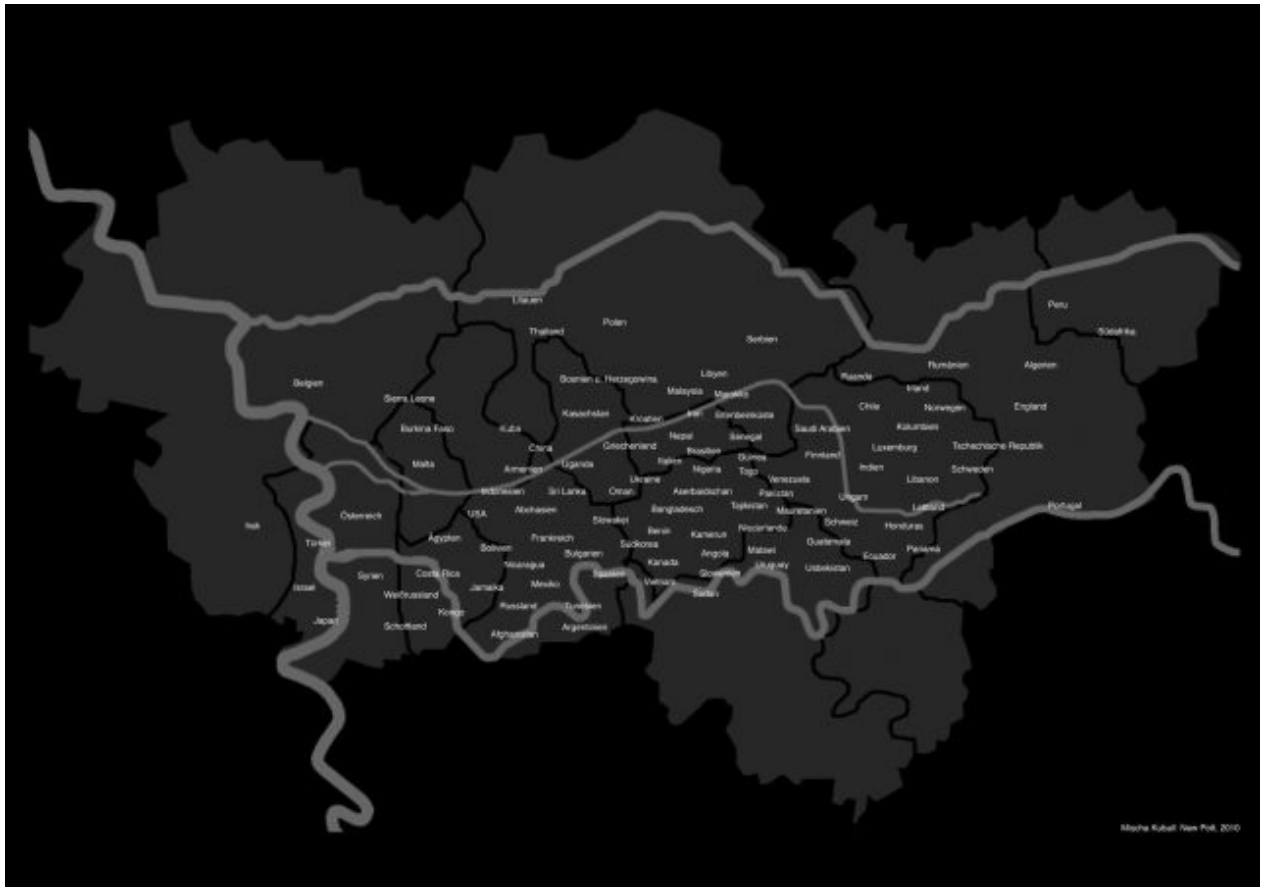 Litauen
Peru
Polen
Thailand
Südafrika
Serbien
Rumänien
Algerien
Libyen
Ruanda
Bosnien u. Herzegowina
Belgien
Malaysia
Irland
Marokko
Sierra Leone
Chile
Norwegen
England
Kasachstan
Iran
Elfenbeinküste
Kroatien
Burkina Faso
Kuba
Saudi Arabien
Kolumbien
Nepal
Senegal
China
Griechenland
Luxemburg
Tschechische Republik
Brasilien
Finnland
Guinea
Italien
Malta
Uganda
Armenien
Nigeria
Togo
Indien
Schweden
Ukraine
Venezuela
Libanon
Indonesien
Sri Lanka
Oman
Aserbaidschan
Pakistan
Ungarn
Abchasien
Bangladesch
Lettland
Portugal
USA
Österreich
Slowakei
Mauretanien
Schweiz
Irak
Honduras
Benin
Kamerun
Niederlande
Ägypten
Frankreich
Türkei
Südkorea
Guatemala
Bolivien
Panama
Bulgarien
Angola
Ecuador
Nicaragua
Kanada
Uruguay
Usbekistan
Syrien
Costa Rica
Spanien
Slowenien
Vietnam
Mexiko
Israel
Jamaika
Weißrussland
Sudan
Russland
Tunesien
Kongo
Japan
Schottland
Argentinien
Afghanistan
Mischa Kuball: New Pott, 2010